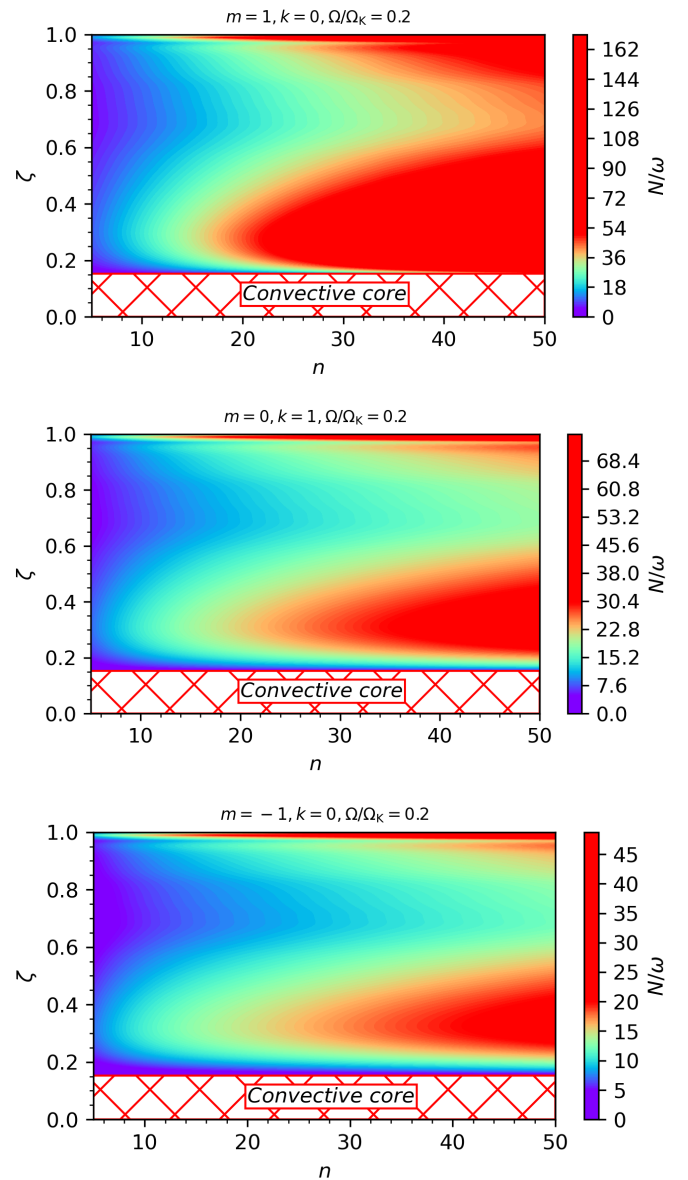 m = 1, k = 0, Ω/Ω_K = 0.2
1.0
0.8
0.6
0.4
0.2
0.0
ζ
Convective core
10 20 30 40 50
n
162
144
126
108
90
72
54
36
18
0
N/ω
m = 0, k = 1, Ω/Ω_K = 0.2
1.0
0.8
0.6
0.4
0.2
0.0
ζ
Convective core
10 20 30 40 50
n
68.4
60.8
53.2
45.6
38.0
30.4
22.8
15.2
7.6
0.0
N/ω
m = −1, k = 0, Ω/Ω_K = 0.2
1.0
0.8
0.6
0.4
0.2
0.0
ζ
Convective core
10 20 30 40 50
n
45
40
35
30
25
20
15
10
5
0
N/ω